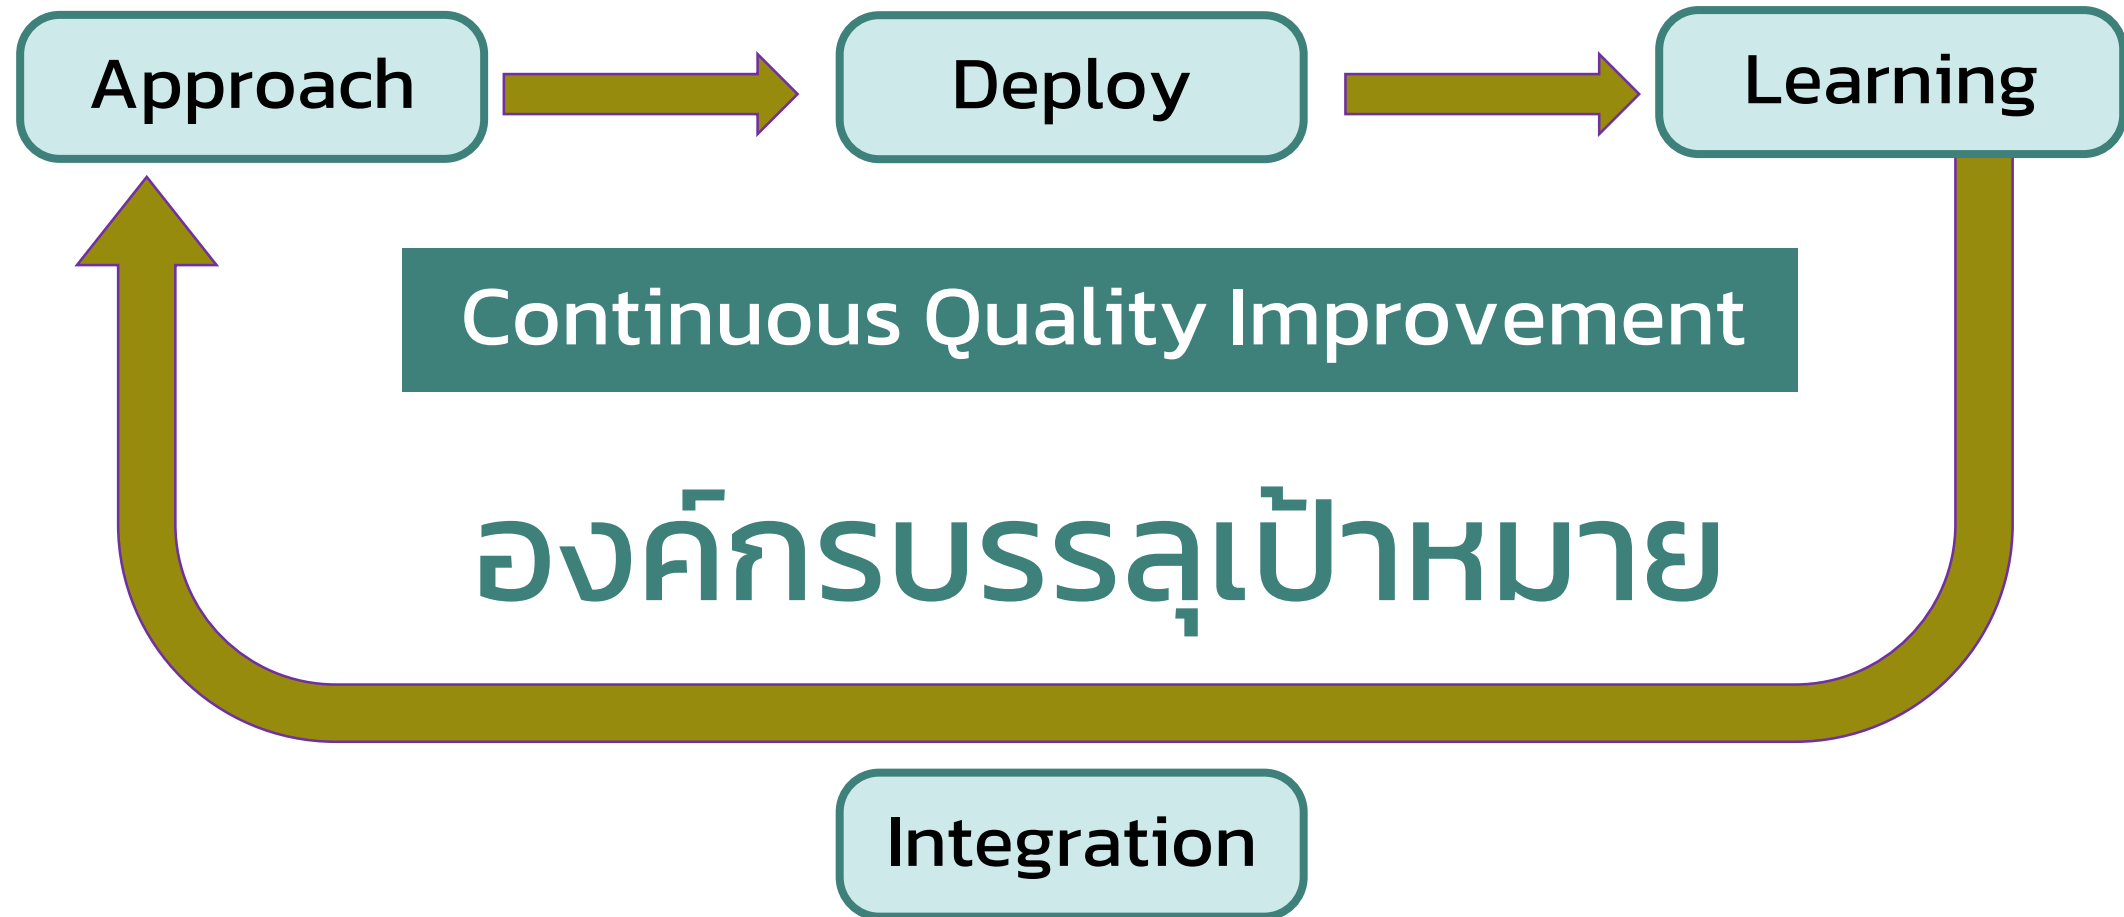 Approach
Deploy
Learning
Continuous Quality Improvement
องค์กรบรรลุเป้าหมาย
Integration